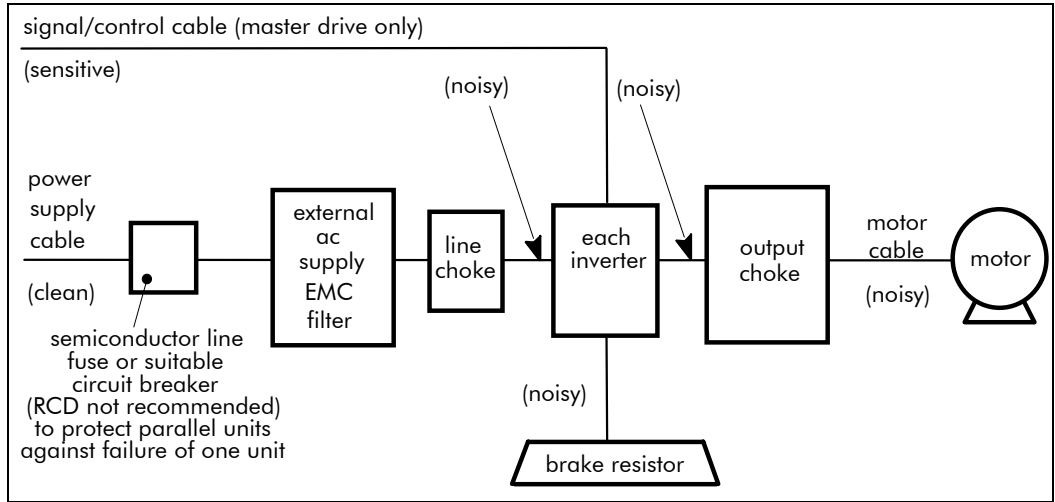 signal/control cable (master drive only)
(sensitive)
(noisy)
(noisy)
power
supply
cable
(clean)
external
ac
supply
EMC
filter
line
choke
each
inverter
output
choke
motor
cable
(noisy)
motor
semiconductor line
fuse or suitable
circuit breaker
(RCD not recommended)
to protect parallel units
against failure of one unit
(noisy)
brake resistor